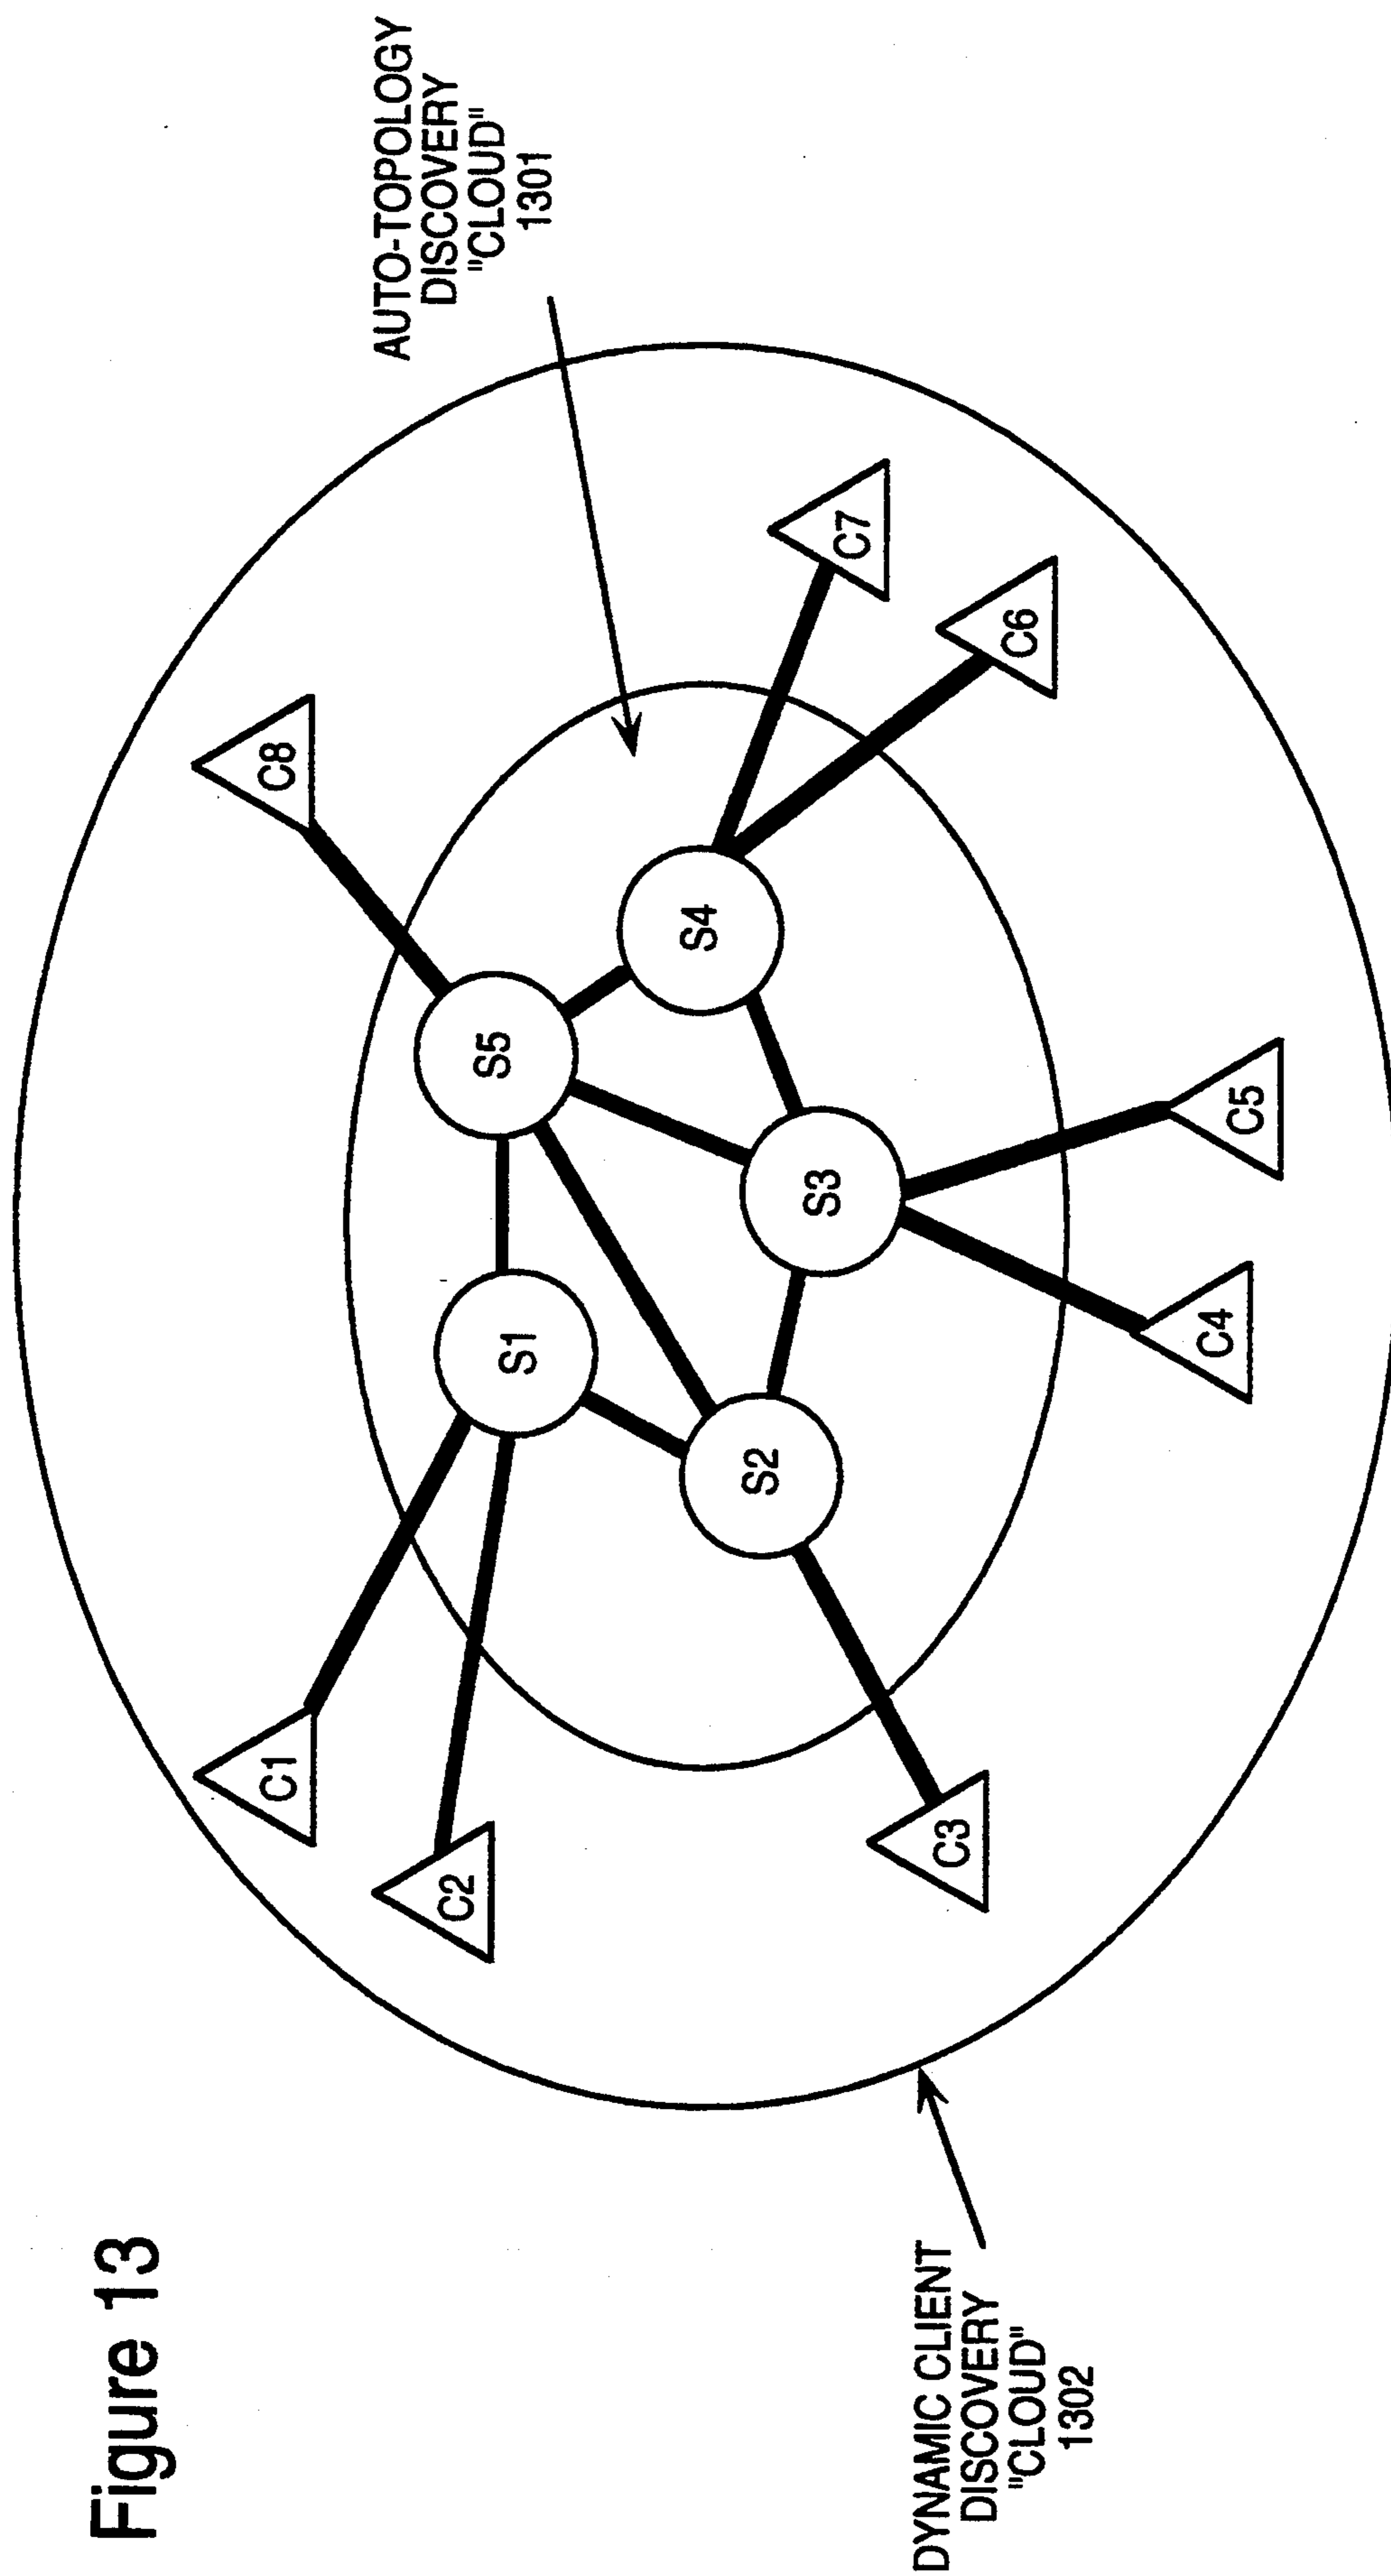 Figure 13
AUTO-TOPOLOGY
DISCOVERY
"CLOUD"
1301
C1
C8
C2
S1
S5
S4
C7
S2
S3
C6
C3
C4
C5
DYNAMIC CLIENT
DISCOVERY
"CLOUD"
1302